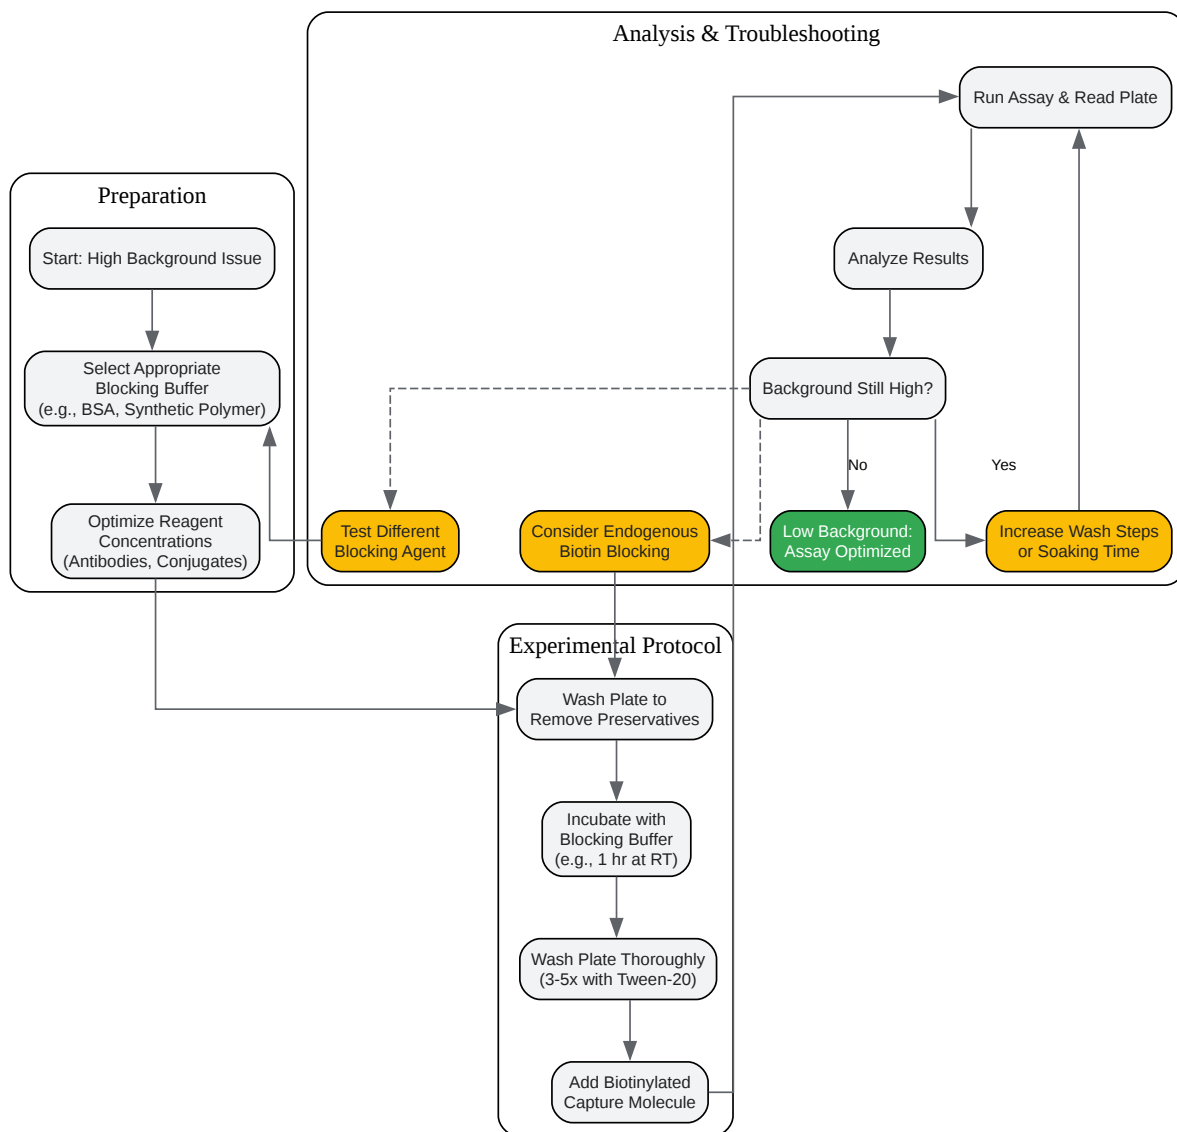 Analysis & Troubleshooting
Run Assay & Read Plate
Preparation
Start: High Background Issue
Analyze Results
Select Appropriate
Blocking Buffer
(e.g., BSA, Synthetic Polymer)
Background Still High?
No
Yes
Optimize Reagent
Concentrations
(Antibodies, Conjugates)
Test Different
Blocking Agent
Consider Endogenous
Biotin Blocking
Low Background:
Assay Optimized
Increase Wash Steps
or Soaking Time
Experimental Protocol
Wash Plate to
Remove Preservatives
Incubate with
Blocking Buffer
(e.g., 1 hr at RT)
Wash Plate Thoroughly
(3-5x with Tween-20)
Add Biotinylated
Capture Molecule